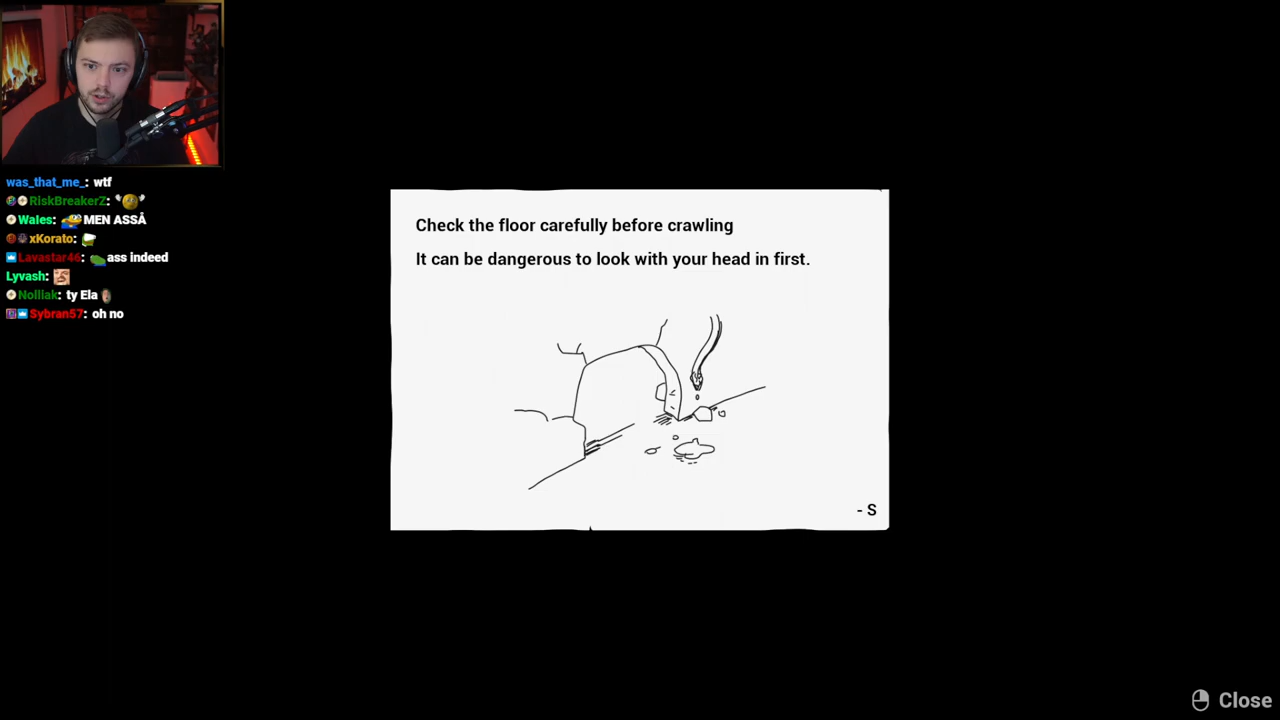 was_that_me_: wtf
RiskBreakerZ:
Wales: MEN ASSÅ
xKorato:
Lavastar46: ass indeed
Lyvash:
Nolllak: ty Ela
Sybran57: oh no
Check the floor carefully before crawling
It can be dangerous to look with your head in first.
- S
Close